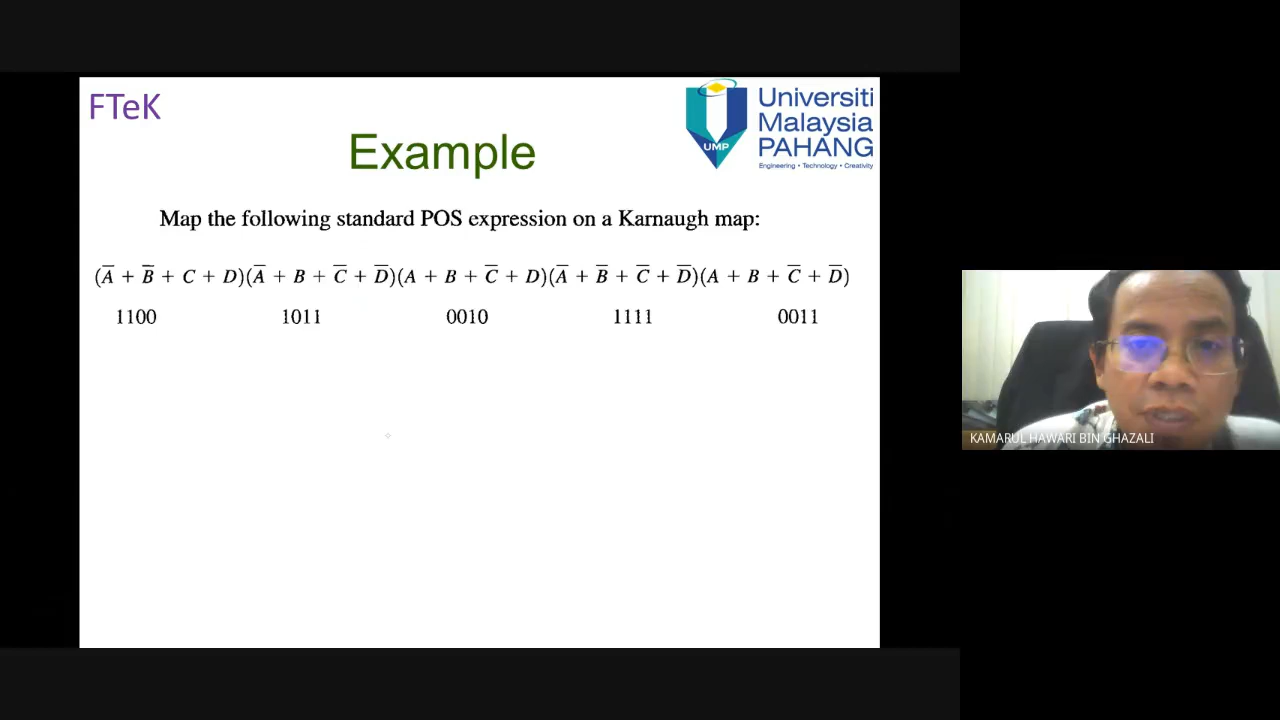 FTeK
Universiti
Malaysia
PAHANG
Engineering • Technology • Creativity
UMP
Example
Map the following standard POS expression on a Karnaugh map:
(A̅ + B̅ + C + D)(A̅ + B + C̅ + D̅)(A + B + C̅ + D)(A̅ + B̅ + C̅ + D̅)(A + B + C̅ + D̅)
1100 1011 0010 1111 0011
KAMARUL HAWARI BIN GHAZALI